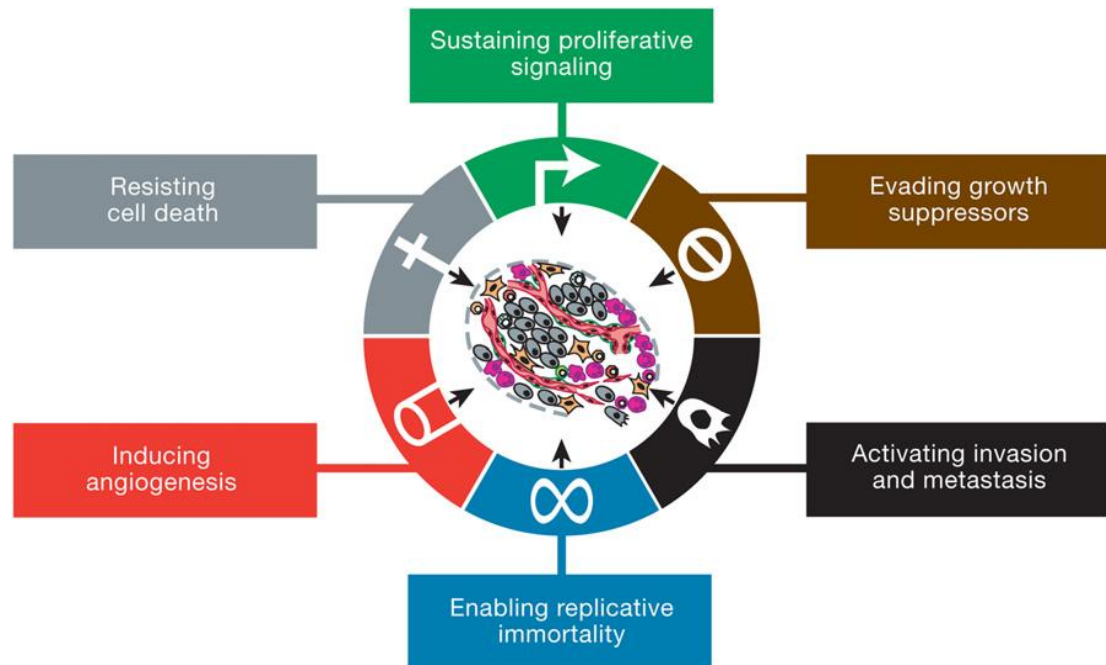 Sustaining proliferative
signaling
Resisting
cell death
Evading growth
suppressors
Inducing
angiogenesis
Activating invasion
and metastasis
Enabling replicative
immortality